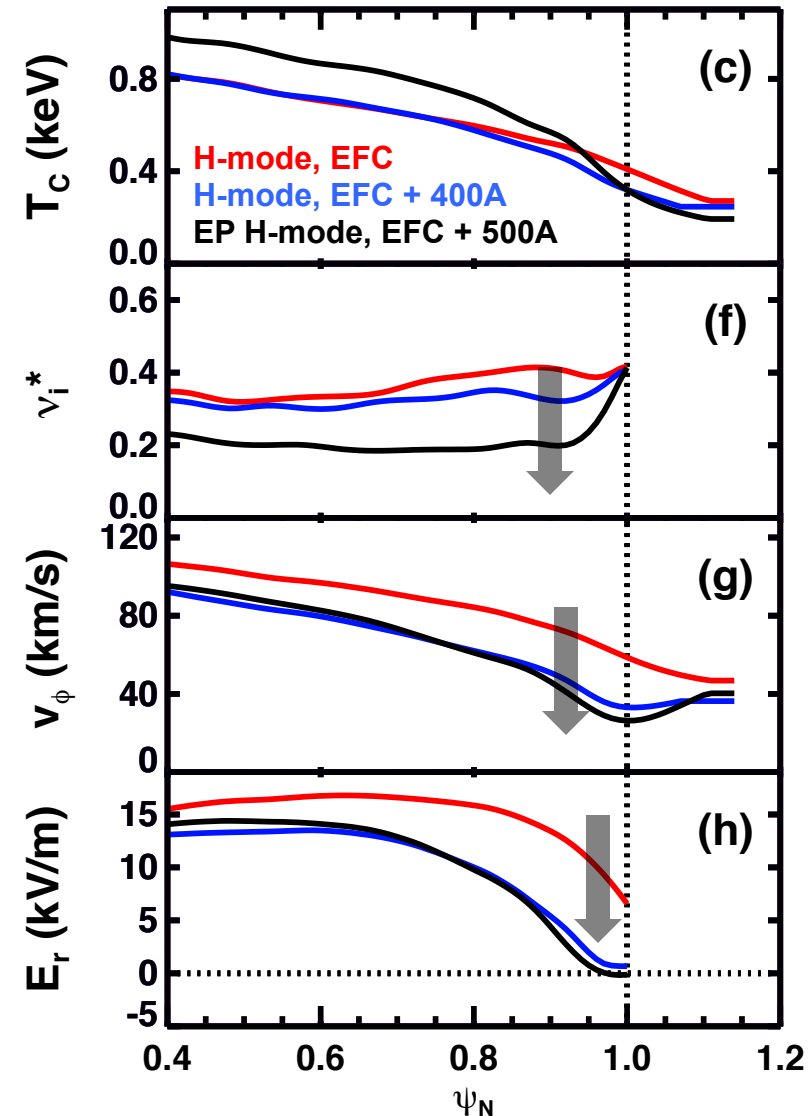 T_C (keV)
0.8
0.4
0.0
(c)
H-mode, EFC
H-mode, EFC + 400A
EP H-mode, EFC + 500A
ν_i*
0.6
0.4
0.2
0.0
(f)
v_ϕ (km/s)
120
80
40
0
(g)
E_r (kV/m)
15
10
5
0
-5
(h)
0.4 0.6 0.8 1.0 1.2
ψ_N